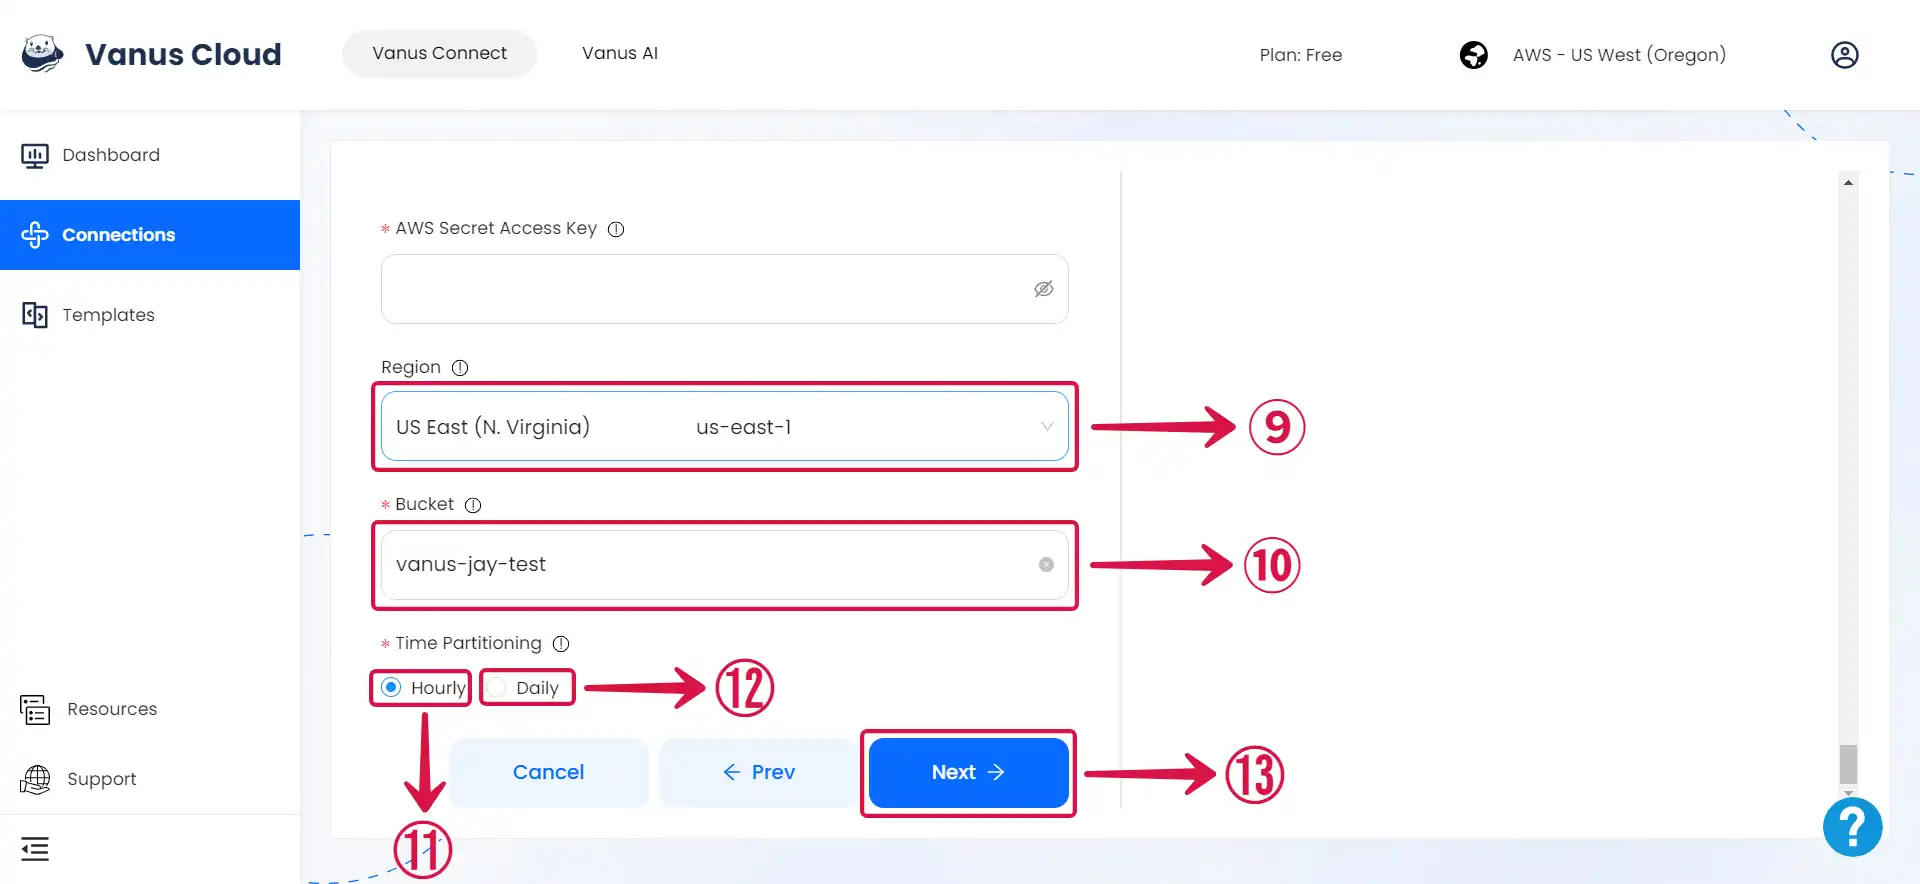 Vanus Cloud
Vanus Connect
Vanus AI
Plan: Free
AWS - US West (Oregon)
Dashboard
Connections
Templates
Resources
Support
* AWS Secret Access Key
Region
US East (N. Virginia) us-east-1
⑨
* Bucket
vanus-jay-test
⑩
* Time Partitioning
Hourly
Daily
⑫
Cancel
← Prev
Next →
⑬
⑪
?